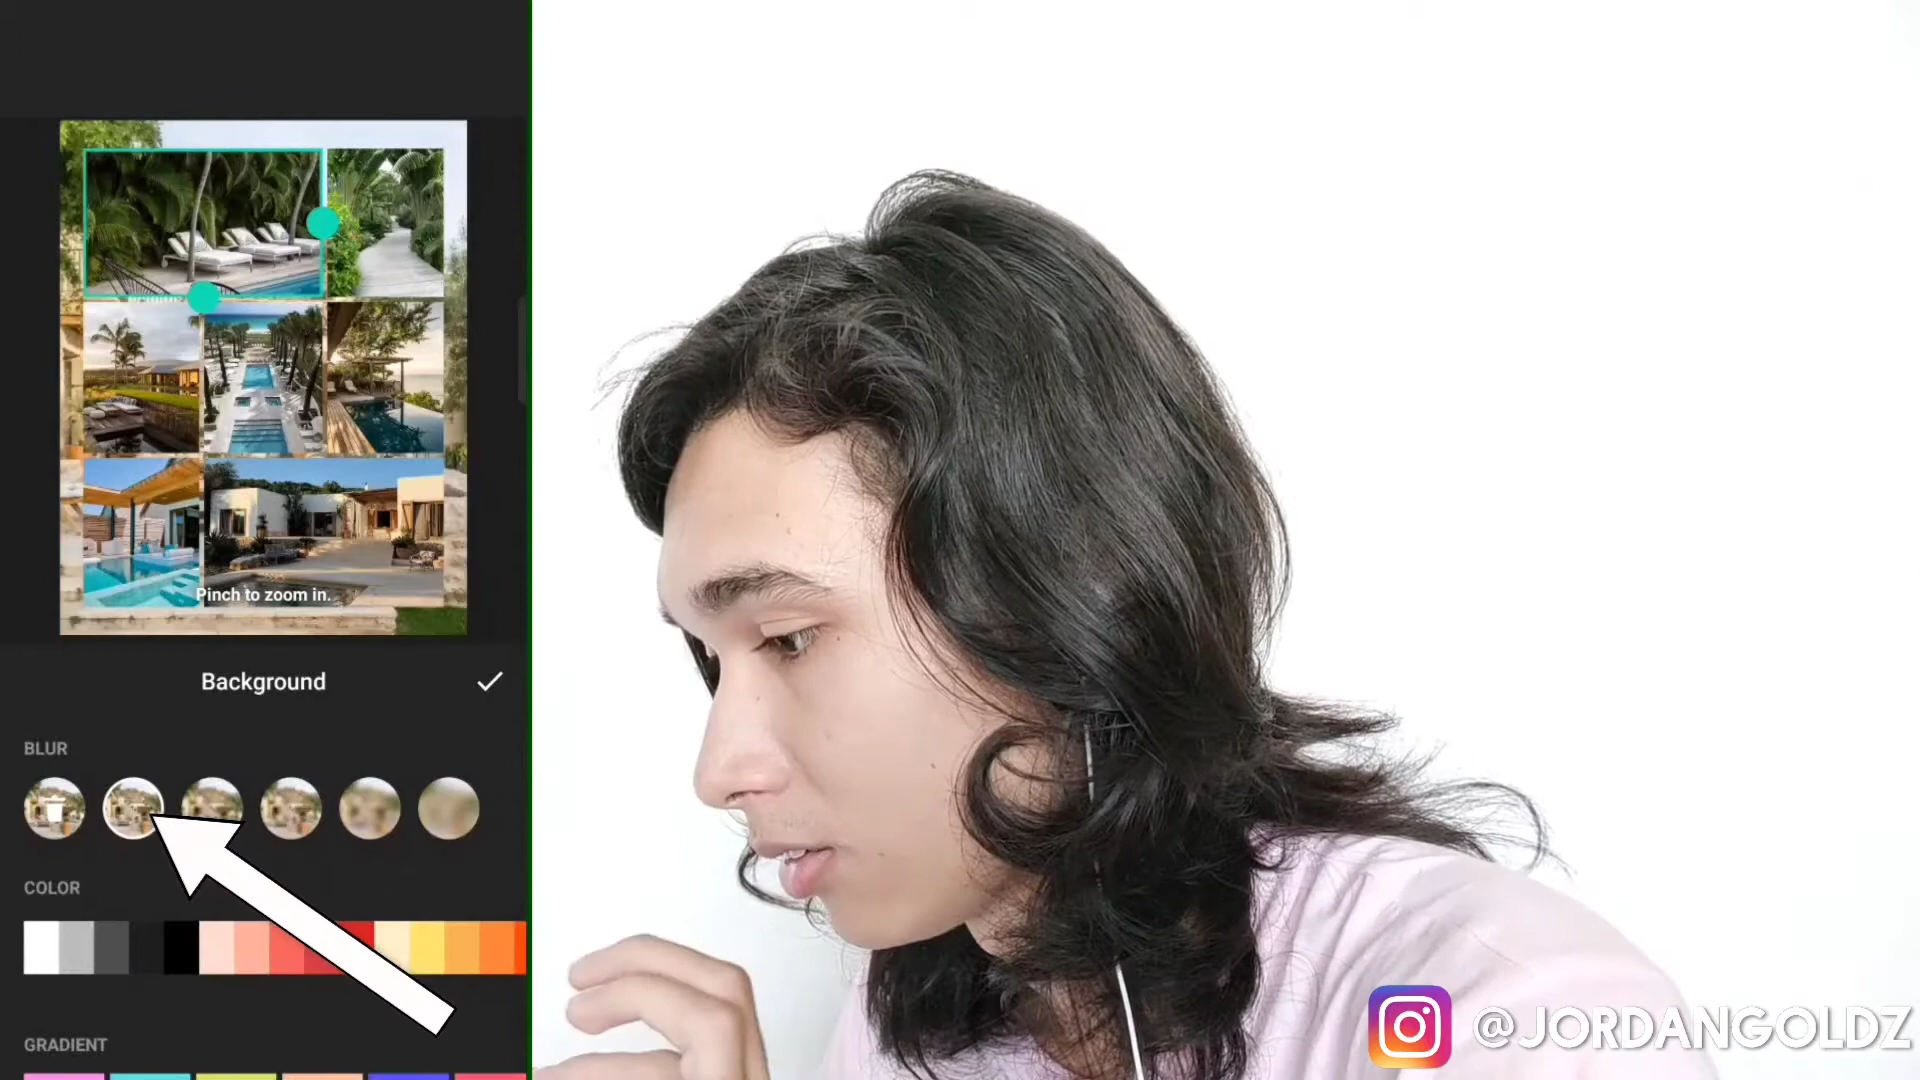 Pinch to zoom in.
Background
BLUR
COLOR
GRADIENT
@JORDANGOLDZ